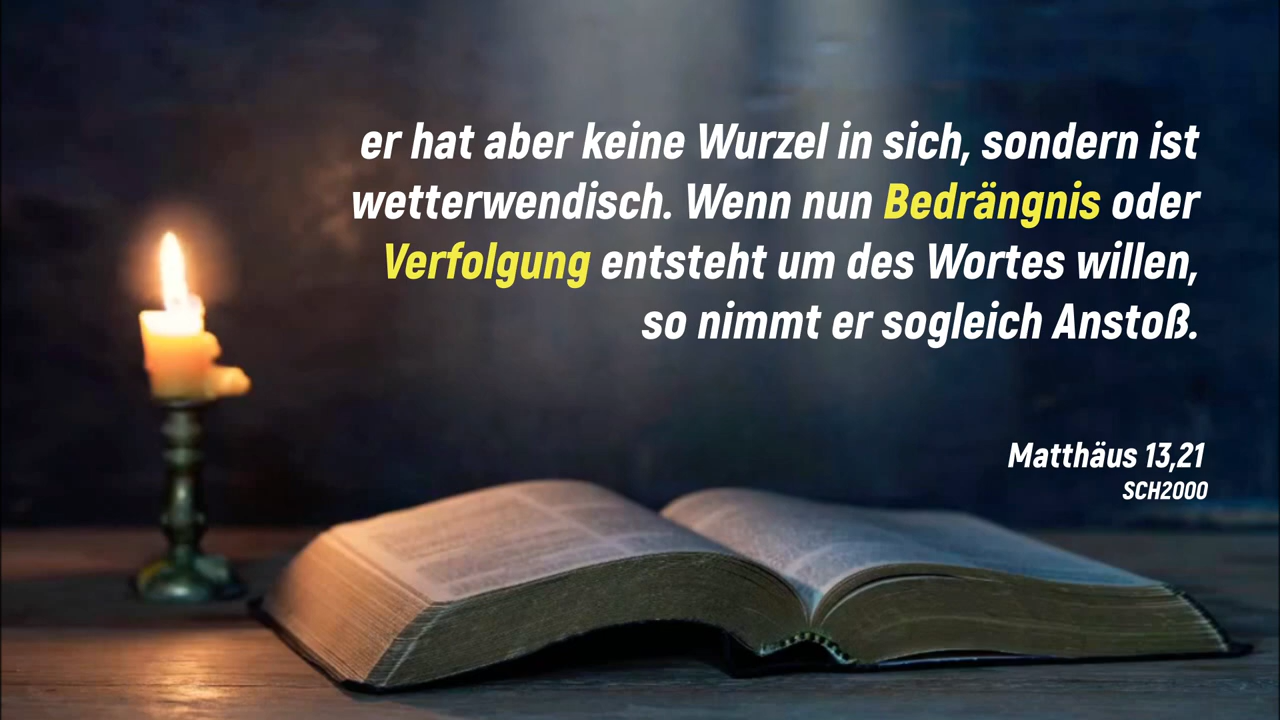 er hat aber keine Wurzel in sich, sondern ist
wetterwendisch. Wenn nun Bedrängnis oder
Verfolgung entsteht um des Wortes willen,
so nimmt er sogleich Anstoß.
Matthäus 13,21
SCH2000